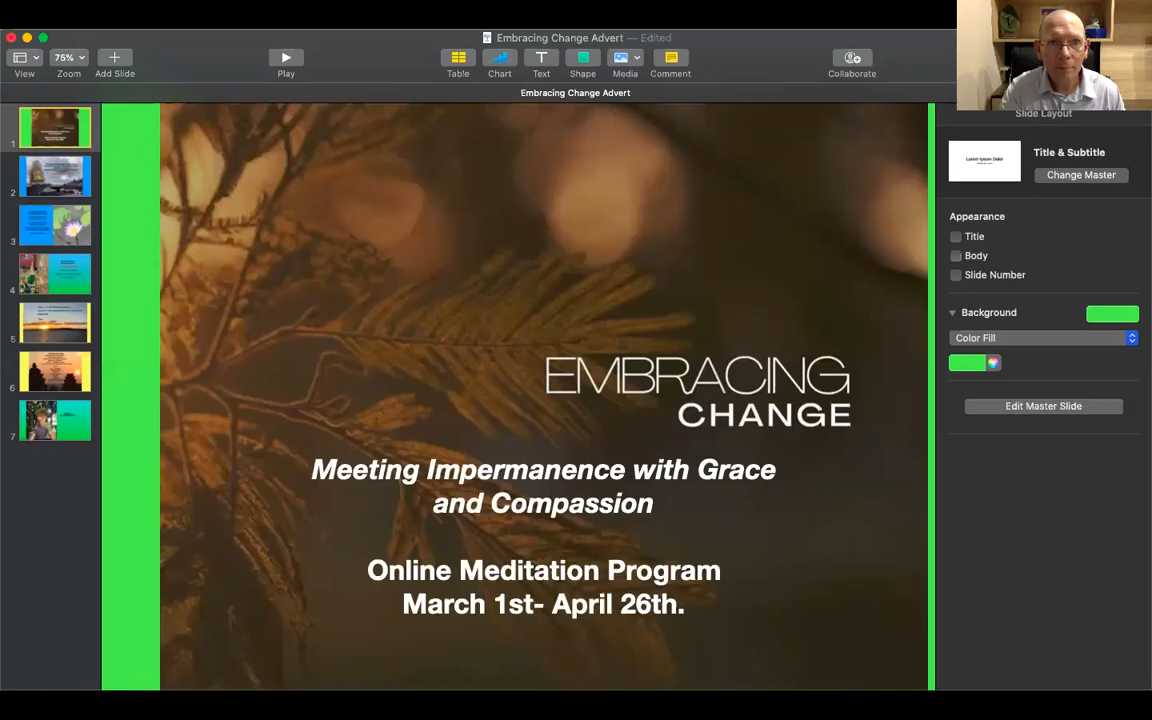 Embracing Change Advert — Edited
View
75%
Zoom
Add Slide
Play
Table
Chart
Text
Shape
Media
Comment
Collaborate
Embracing Change Advert
1
2
3
4
5
6
7
EMBRACING
CHANGE
Meeting Impermanence with Grace
and Compassion
Online Meditation Program
March 1st- April 26th.
Slide Layout
Title & Subtitle
Change Master
Appearance
Title
Body
Slide Number
Background
Color Fill
Edit Master Slide